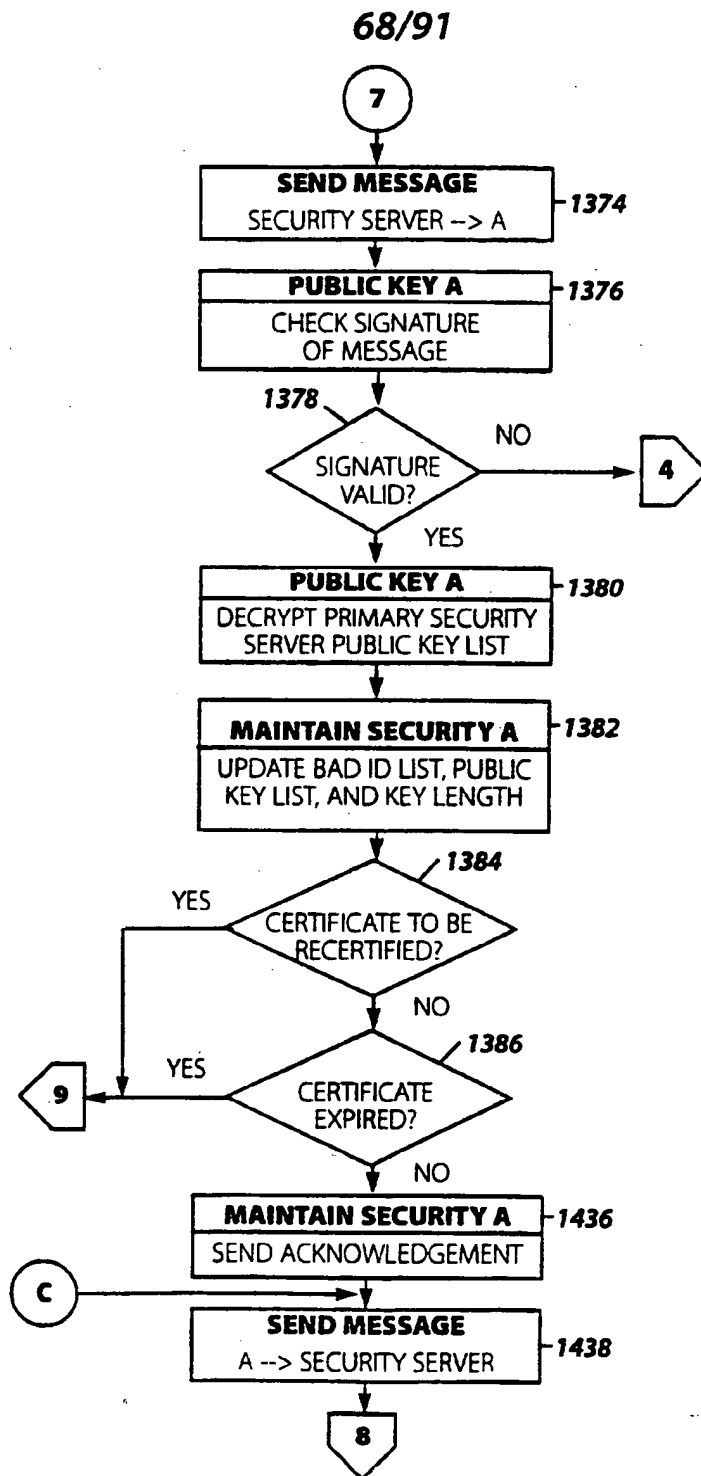 68/91
7
SEND MESSAGE
SECURITY SERVER --> A
1374
PUBLIC KEY A
1376
CHECK SIGNATURE
OF MESSAGE
1378
SIGNATURE
VALID?
NO
4
YES
PUBLIC KEY A
1380
DECRYPT PRIMARY SECURITY
SERVER PUBLIC KEY LIST
MAINTAIN SECURITY A
1382
UPDATE BAD ID LIST, PUBLIC
KEY LIST, AND KEY LENGTH
1384
YES
CERTIFICATE TO BE
RECERTIFIED?
NO
1386
YES
9
CERTIFICATE
EXPIRED?
NO
MAINTAIN SECURITY A
1436
SEND ACKNOWLEDGEMENT
C
SEND MESSAGE
A --> SECURITY SERVER
1438
8